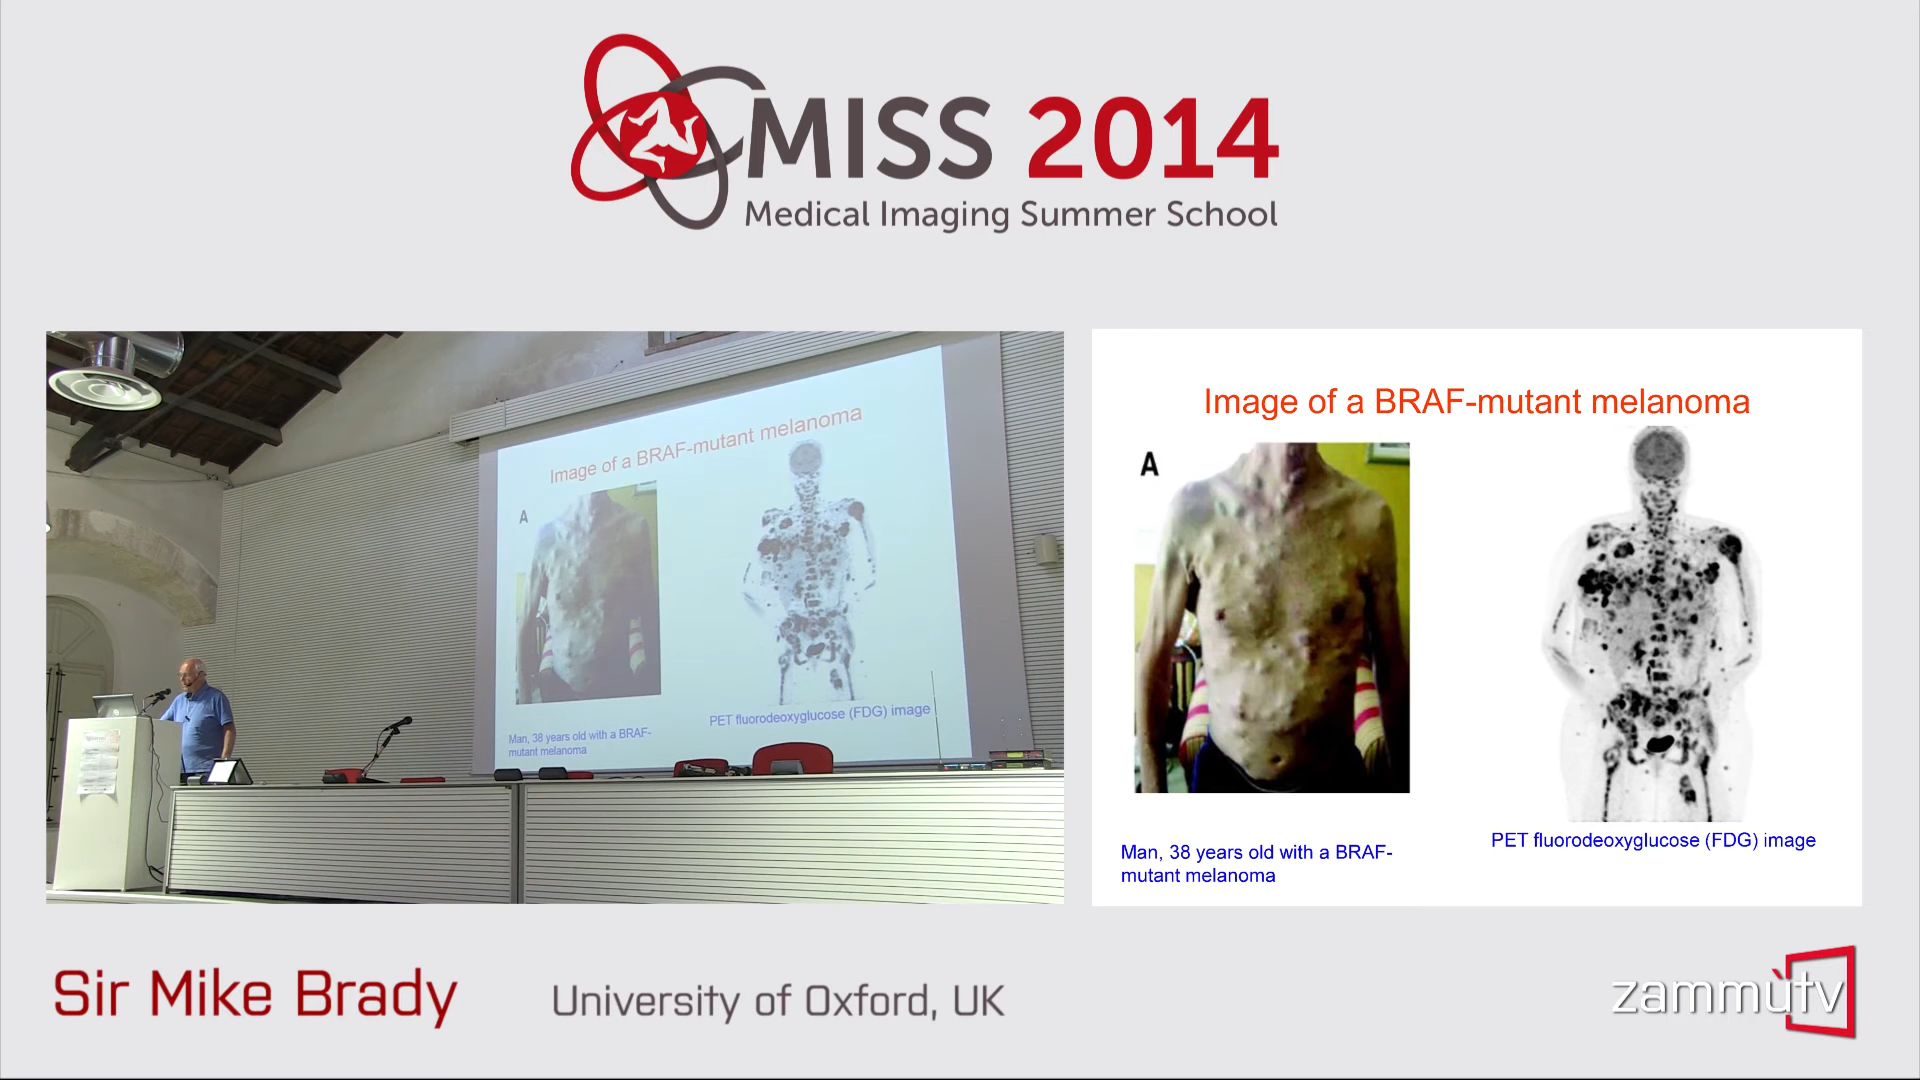 MISS 2014
Medical Imaging Summer School
Image of a BRAF-mutant melanoma
A
Man, 38 years old with a BRAF-
mutant melanoma
PET fluorodeoxyglucose (FDG) image
Image of a BRAF-mutant melanoma
A
Man, 38 years old with a BRAF-
mutant melanoma
PET fluorodeoxyglucose (FDG) image
Sir Mike Brady
University of Oxford, UK
zammùtv